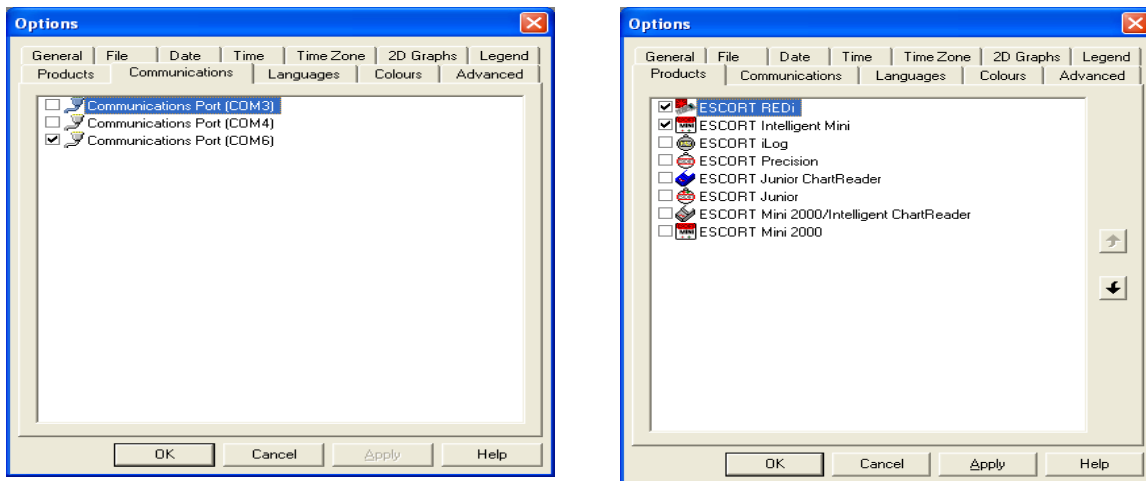 Options
General File Date Time Time Zone 2D Graphs Legend
Products Communications Languages Colours Advanced
Communications Port (COM3)
Communications Port (COM4)
Communications Port (COM6)
OK Cancel Apply Help
Options
General File Date Time Time Zone 2D Graphs Legend
Products Communications Languages Colours Advanced
ESCORT REDi
MINI ESCORT Intelligent Mini
ESCORT iLog
ESCORT Precision
ESCORT Junior ChartReader
ESCORT Junior
ESCORT Mini 2000/Intelligent ChartReader
MINI ESCORT Mini 2000
OK Cancel Apply Help